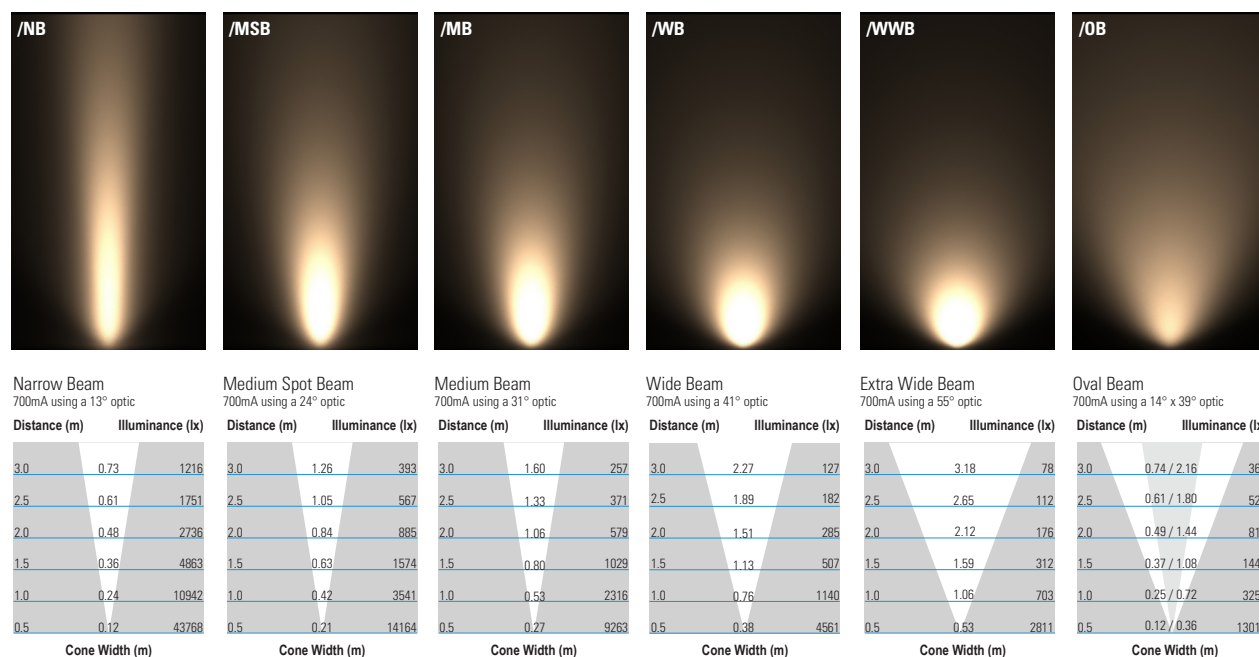 /NB
Narrow Beam
700mA using a 13° optic
Distance (m) Illuminance (lx)
3.0 0.73 1216
2.5 0.61 1751
2.0 0.48 2736
1.5 0.36 4863
1.0 0.24 10942
0.5 0.12 43768
Cone Width (m)
/MSB
Medium Spot Beam
700mA using a 24° optic
Distance (m) Illuminance (lx)
3.0 1.26 393
2.5 1.05 567
2.0 0.84 885
1.5 0.63 1574
1.0 0.42 3541
0.5 0.21 14164
Cone Width (m)
/MB
Medium Beam
700mA using a 31° optic
Distance (m) Illuminance (lx)
3.0 1.60 257
2.5 1.33 371
2.0 1.06 579
1.5 0.80 1029
1.0 0.53 2316
0.5 0.27 9263
Cone Width (m)
/WB
Wide Beam
700mA using a 41° optic
Distance (m) Illuminance (lx)
3.0 2.27 127
2.5 1.89 182
2.0 1.51 285
1.5 1.13 507
1.0 0.76 1140
0.5 0.38 4561
Cone Width (m)
/WWB
Extra Wide Beam
700mA using a 55° optic
Distance (m) Illuminance (lx)
3.0 3.18 78
2.5 2.65 112
2.0 2.12 176
1.5 1.59 312
1.0 1.06 703
0.5 0.53 2811
Cone Width (m)
/OB
Oval Beam
700mA using a 14° x 39° optic
Distance (m) Illuminance (lx
3.0 0.74 / 2.16 36
2.5 0.61 / 1.80 52
2.0 0.49 / 1.44 81
1.5 0.37 / 1.08 144
1.0 0.25 / 0.72 325
0.5 0.12 / 0.36 1301
Cone Width (m)